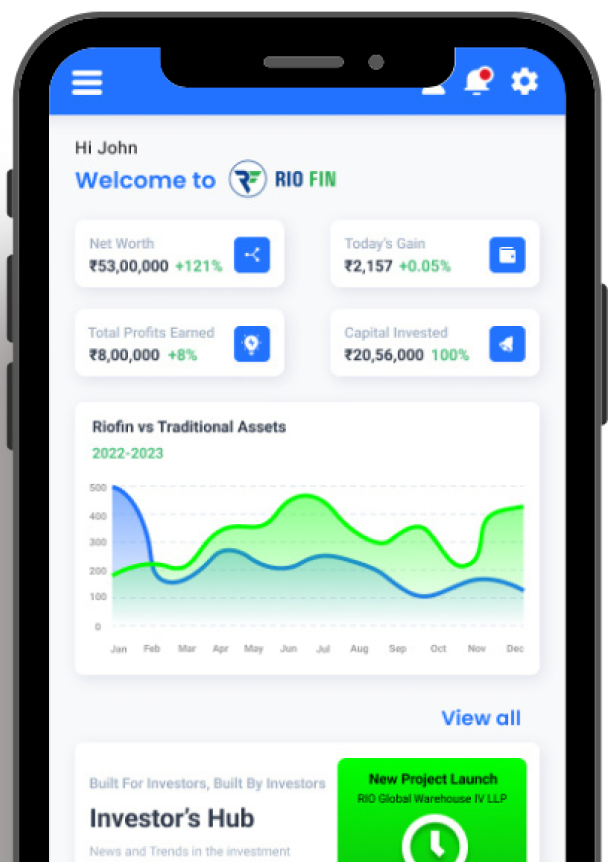 Hi John
Welcome to RIO FIN
Net Worth
₹53,00,000 +121%
Today's Gain
₹2,157 +0.05%
Total Profits Earned
₹8,00,000 +8%
Capital Invested
₹20,56,000 100%
Riofin vs Traditional Assets
2022-2023
500
400
300
200
100
0
Jan Feb Mar Apr May Jun Jul Aug Sep Oct Nov Dec
View all
Built For Investors, Built By Investors
Investor's Hub
News and Trends in the investment
New Project Launch
RIO Global Warehouse IV LLP